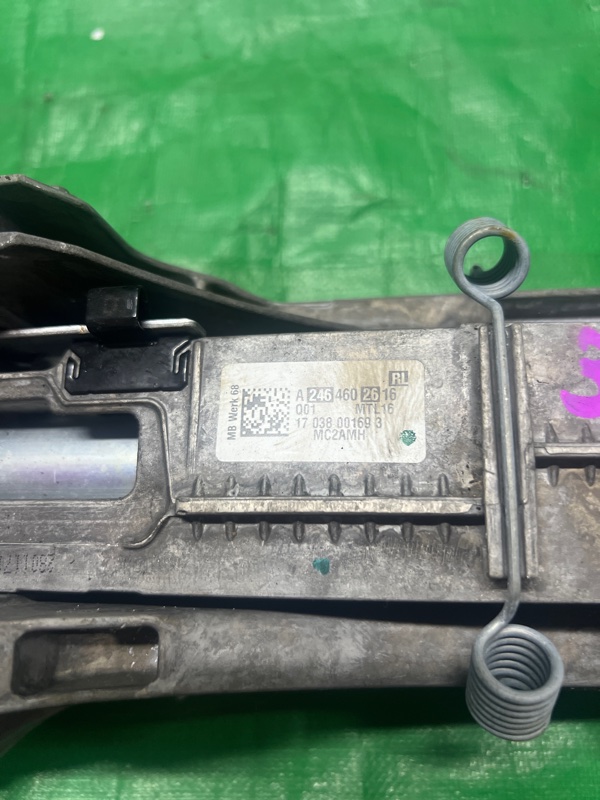 RL
MB Werk 68
A 246 460 26 16
001 MTL16
17 038 00169 3
MC2AMH